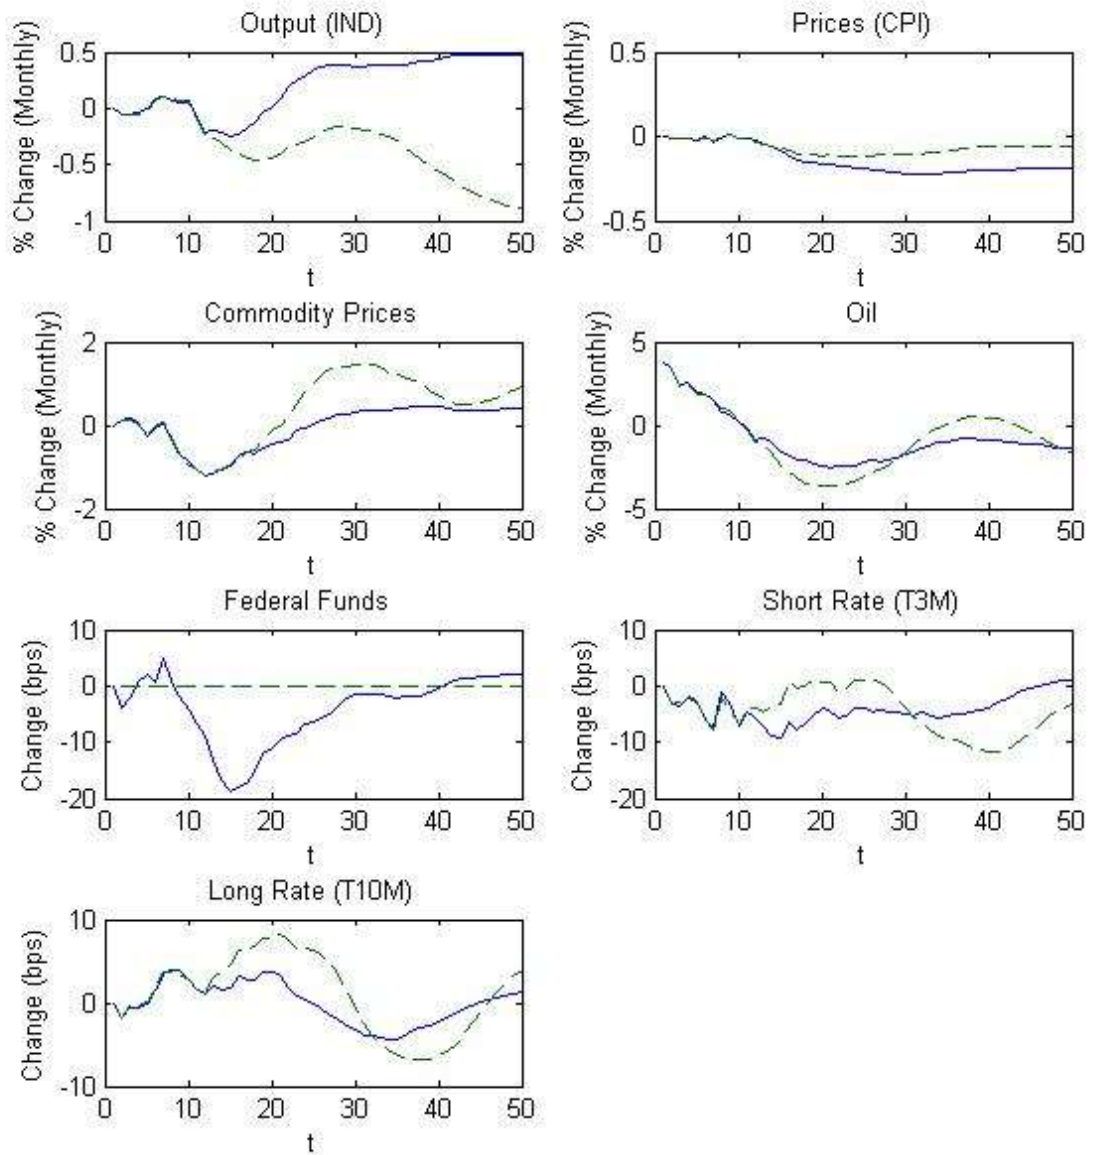 Output (IND)
% Change (Monthly)
0.5
0
-0.5
-1
0 10 20 30 40 50
t
Prices (CPI)
% Change (Monthly)
0.5
0
-0.5
0 10 20 30 40 50
t
Commodity Prices
% Change (Monthly)
2
0
-2
0 10 20 30 40 50
t
Oil
% Change (Monthly)
5
0
-5
0 10 20 30 40 50
t
Federal Funds
Change (bps)
10
0
-10
-20
0 10 20 30 40 50
t
Short Rate (T3M)
Change (bps)
10
0
-10
-20
0 10 20 30 40 50
t
Long Rate (T10M)
Change (bps)
10
0
-10
0 10 20 30 40 50
t